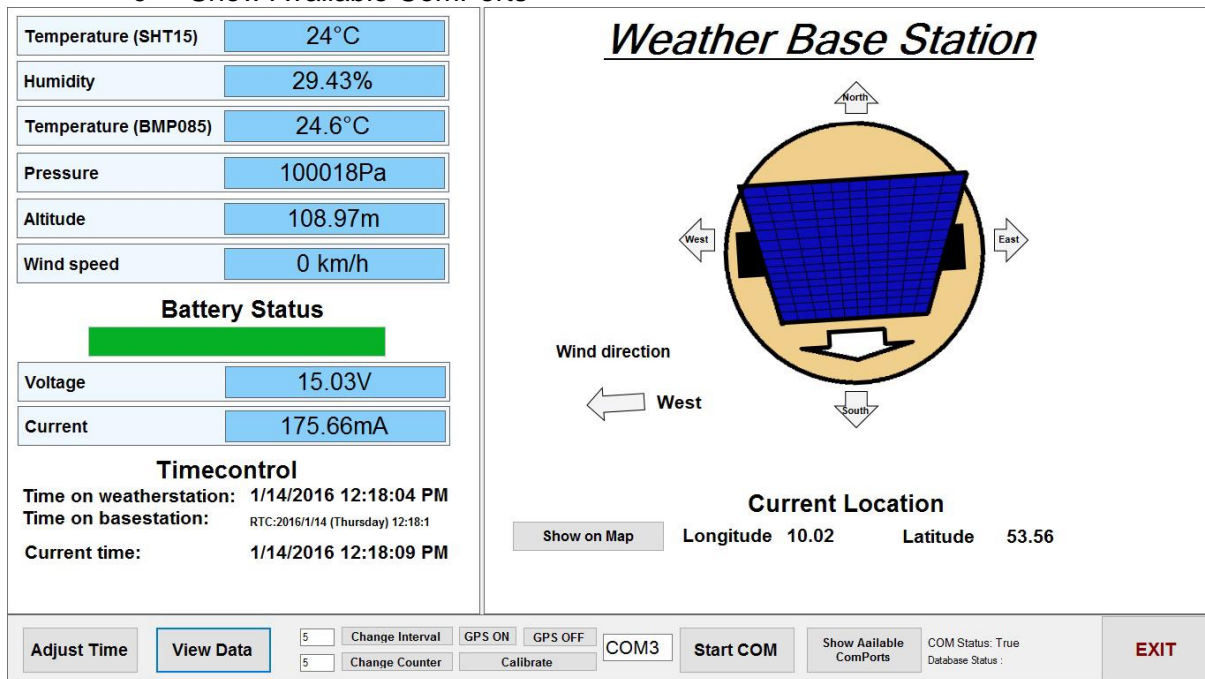 Show Available ComPorts
Temperature (SHT15) 24°C
Humidity 29.43%
Temperature (BMP085) 24.6°C
Pressure 100018Pa
Altitude 108.97m
Wind speed 0 km/h
Battery Status
Voltage 15.03V
Current 175.66mA
Timecontrol
Time on weatherstation: 1/14/2016 12:18:04 PM
Time on basestation: RTC:2016/1/14 (Thursday) 12:18:1
Current time: 1/14/2016 12:18:09 PM
Weather Base Station
North
West
East
South
Wind direction
West
Current Location
Show on Map Longitude 10.02 Latitude 53.56
Adjust Time
View Data
5 Change Interval
5 Change Counter
GPS ON GPS OFF
Calibrate
COM3
Start COM
Show Aailable
ComPorts
COM Status: True
Database Status :
EXIT